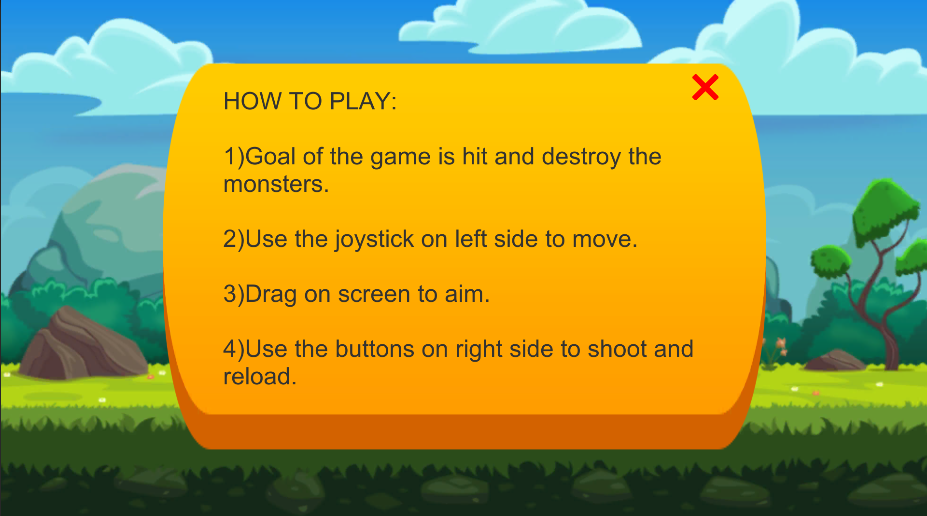 HOW TO PLAY:
1)Goal of the game is hit and destroy the
monsters.
2)Use the joystick on left side to move.
3)Drag on screen to aim.
4)Use the buttons on right side to shoot and
reload.